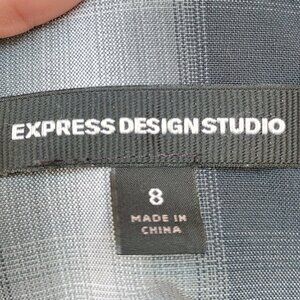 EXPRESS DESIGN STUDIO
8
MADE IN
CHINA